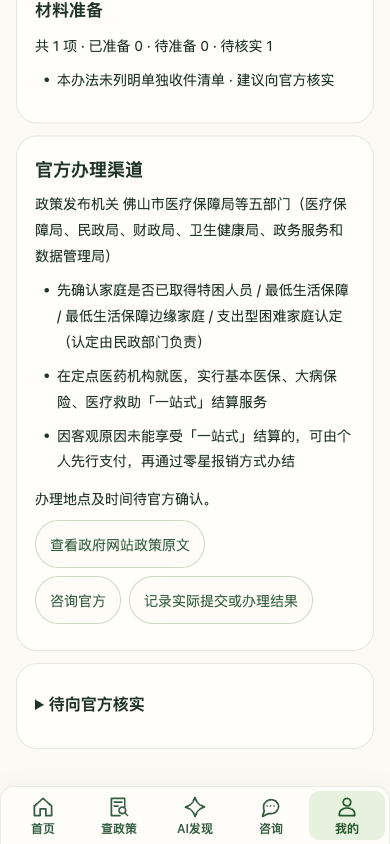 材料准备
共 1 项 · 已准备 0 · 待准备 0 · 待核实 1
• 本办法未列明单独收件清单 · 建议向官方核实
官方办理渠道
政策发布机关 佛山市医疗保障局等五部门（医疗保
障局、民政局、财政局、卫生健康局、政务服务和
数据管理局）
• 先确认家庭是否已取得特困人员 / 最低生活保障
/ 最低生活保障边缘家庭 / 支出型困难家庭认定
（认定由民政部门负责）
• 在定点医药机构就医，实行基本医保、大病保
险、医疗救助「一站式」结算服务
• 因客观原因未能享受「一站式」结算的，可由个
人先行支付，再通过零星报销方式办结
办理地点及时间待官方确认。
查看政府网站政策原文
咨询官方
记录实际提交或办理结果
▶ 待向官方核实
首页
查政策
AI发现
咨询
我的